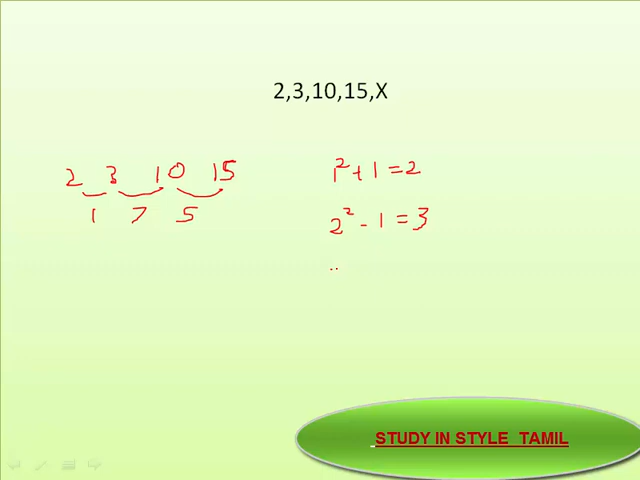 2,3,10,15,X
2 3 10 15
1 7 5
1² + 1 = 2
2² - 1 = 3
STUDY IN STYLE TAMIL